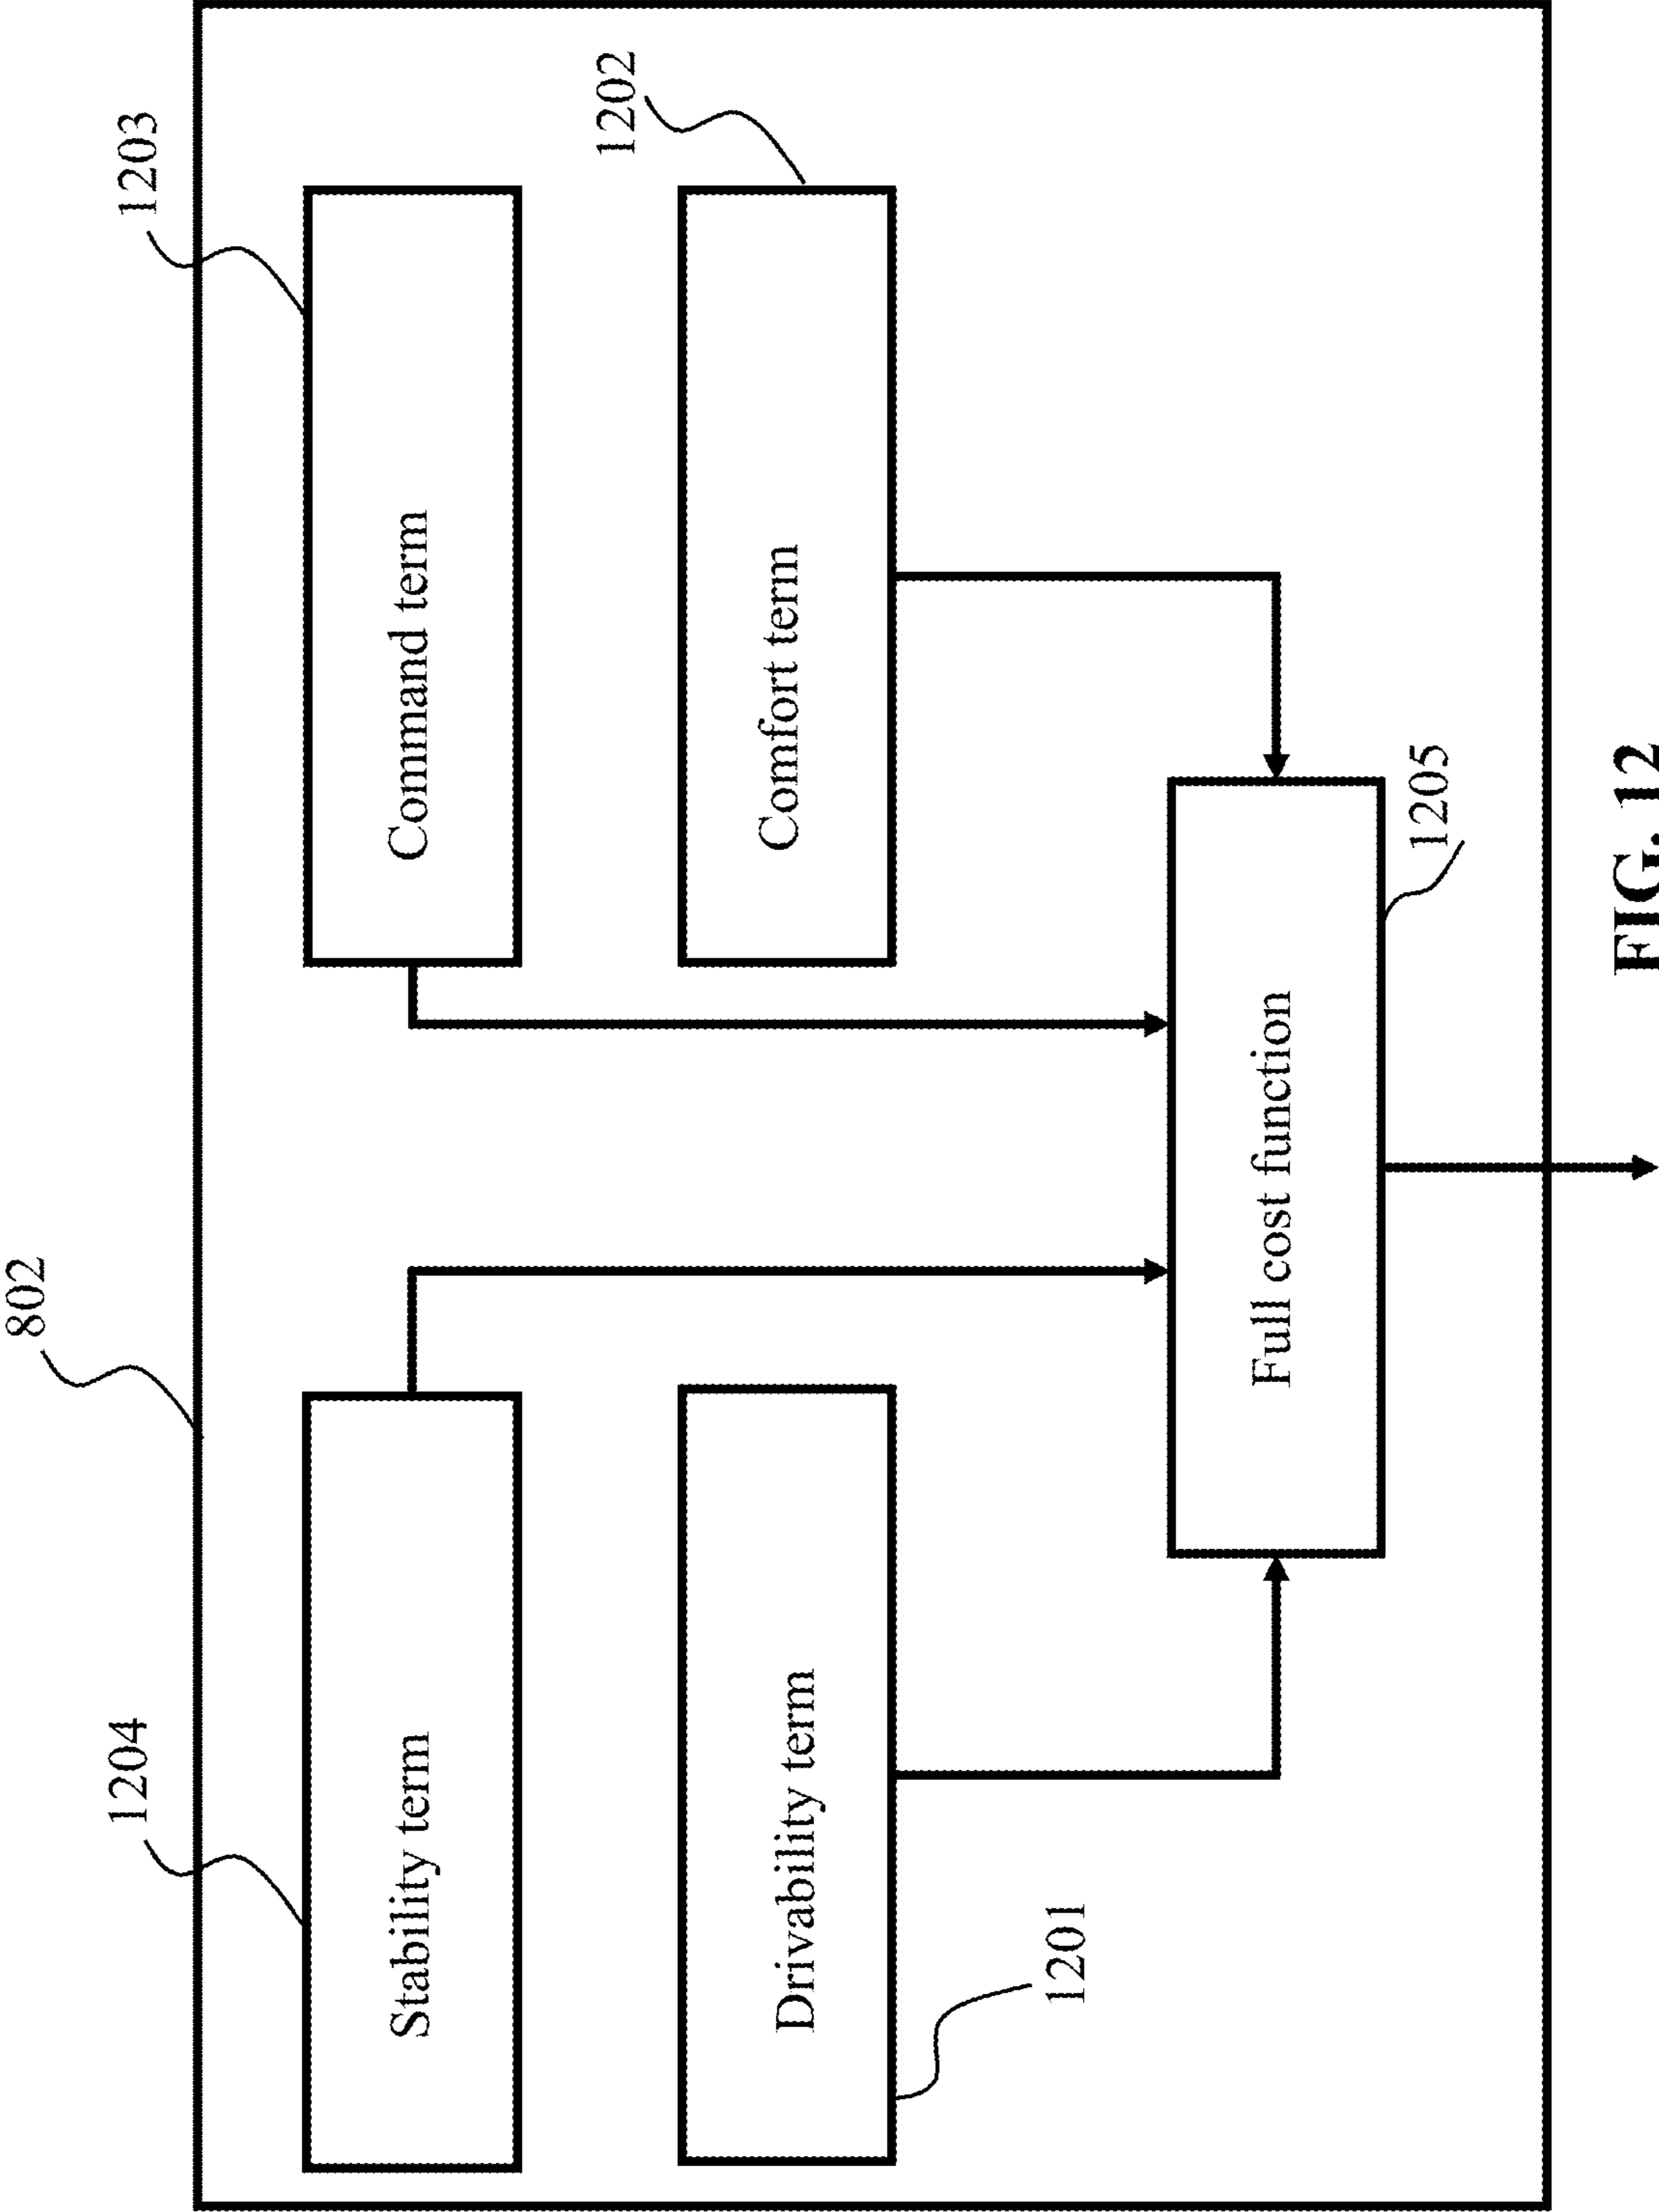 802
1204
1203
Stability term
Command term
1202
Drivability term
Comfort term
1201
Full cost function
1205
FIG. 12